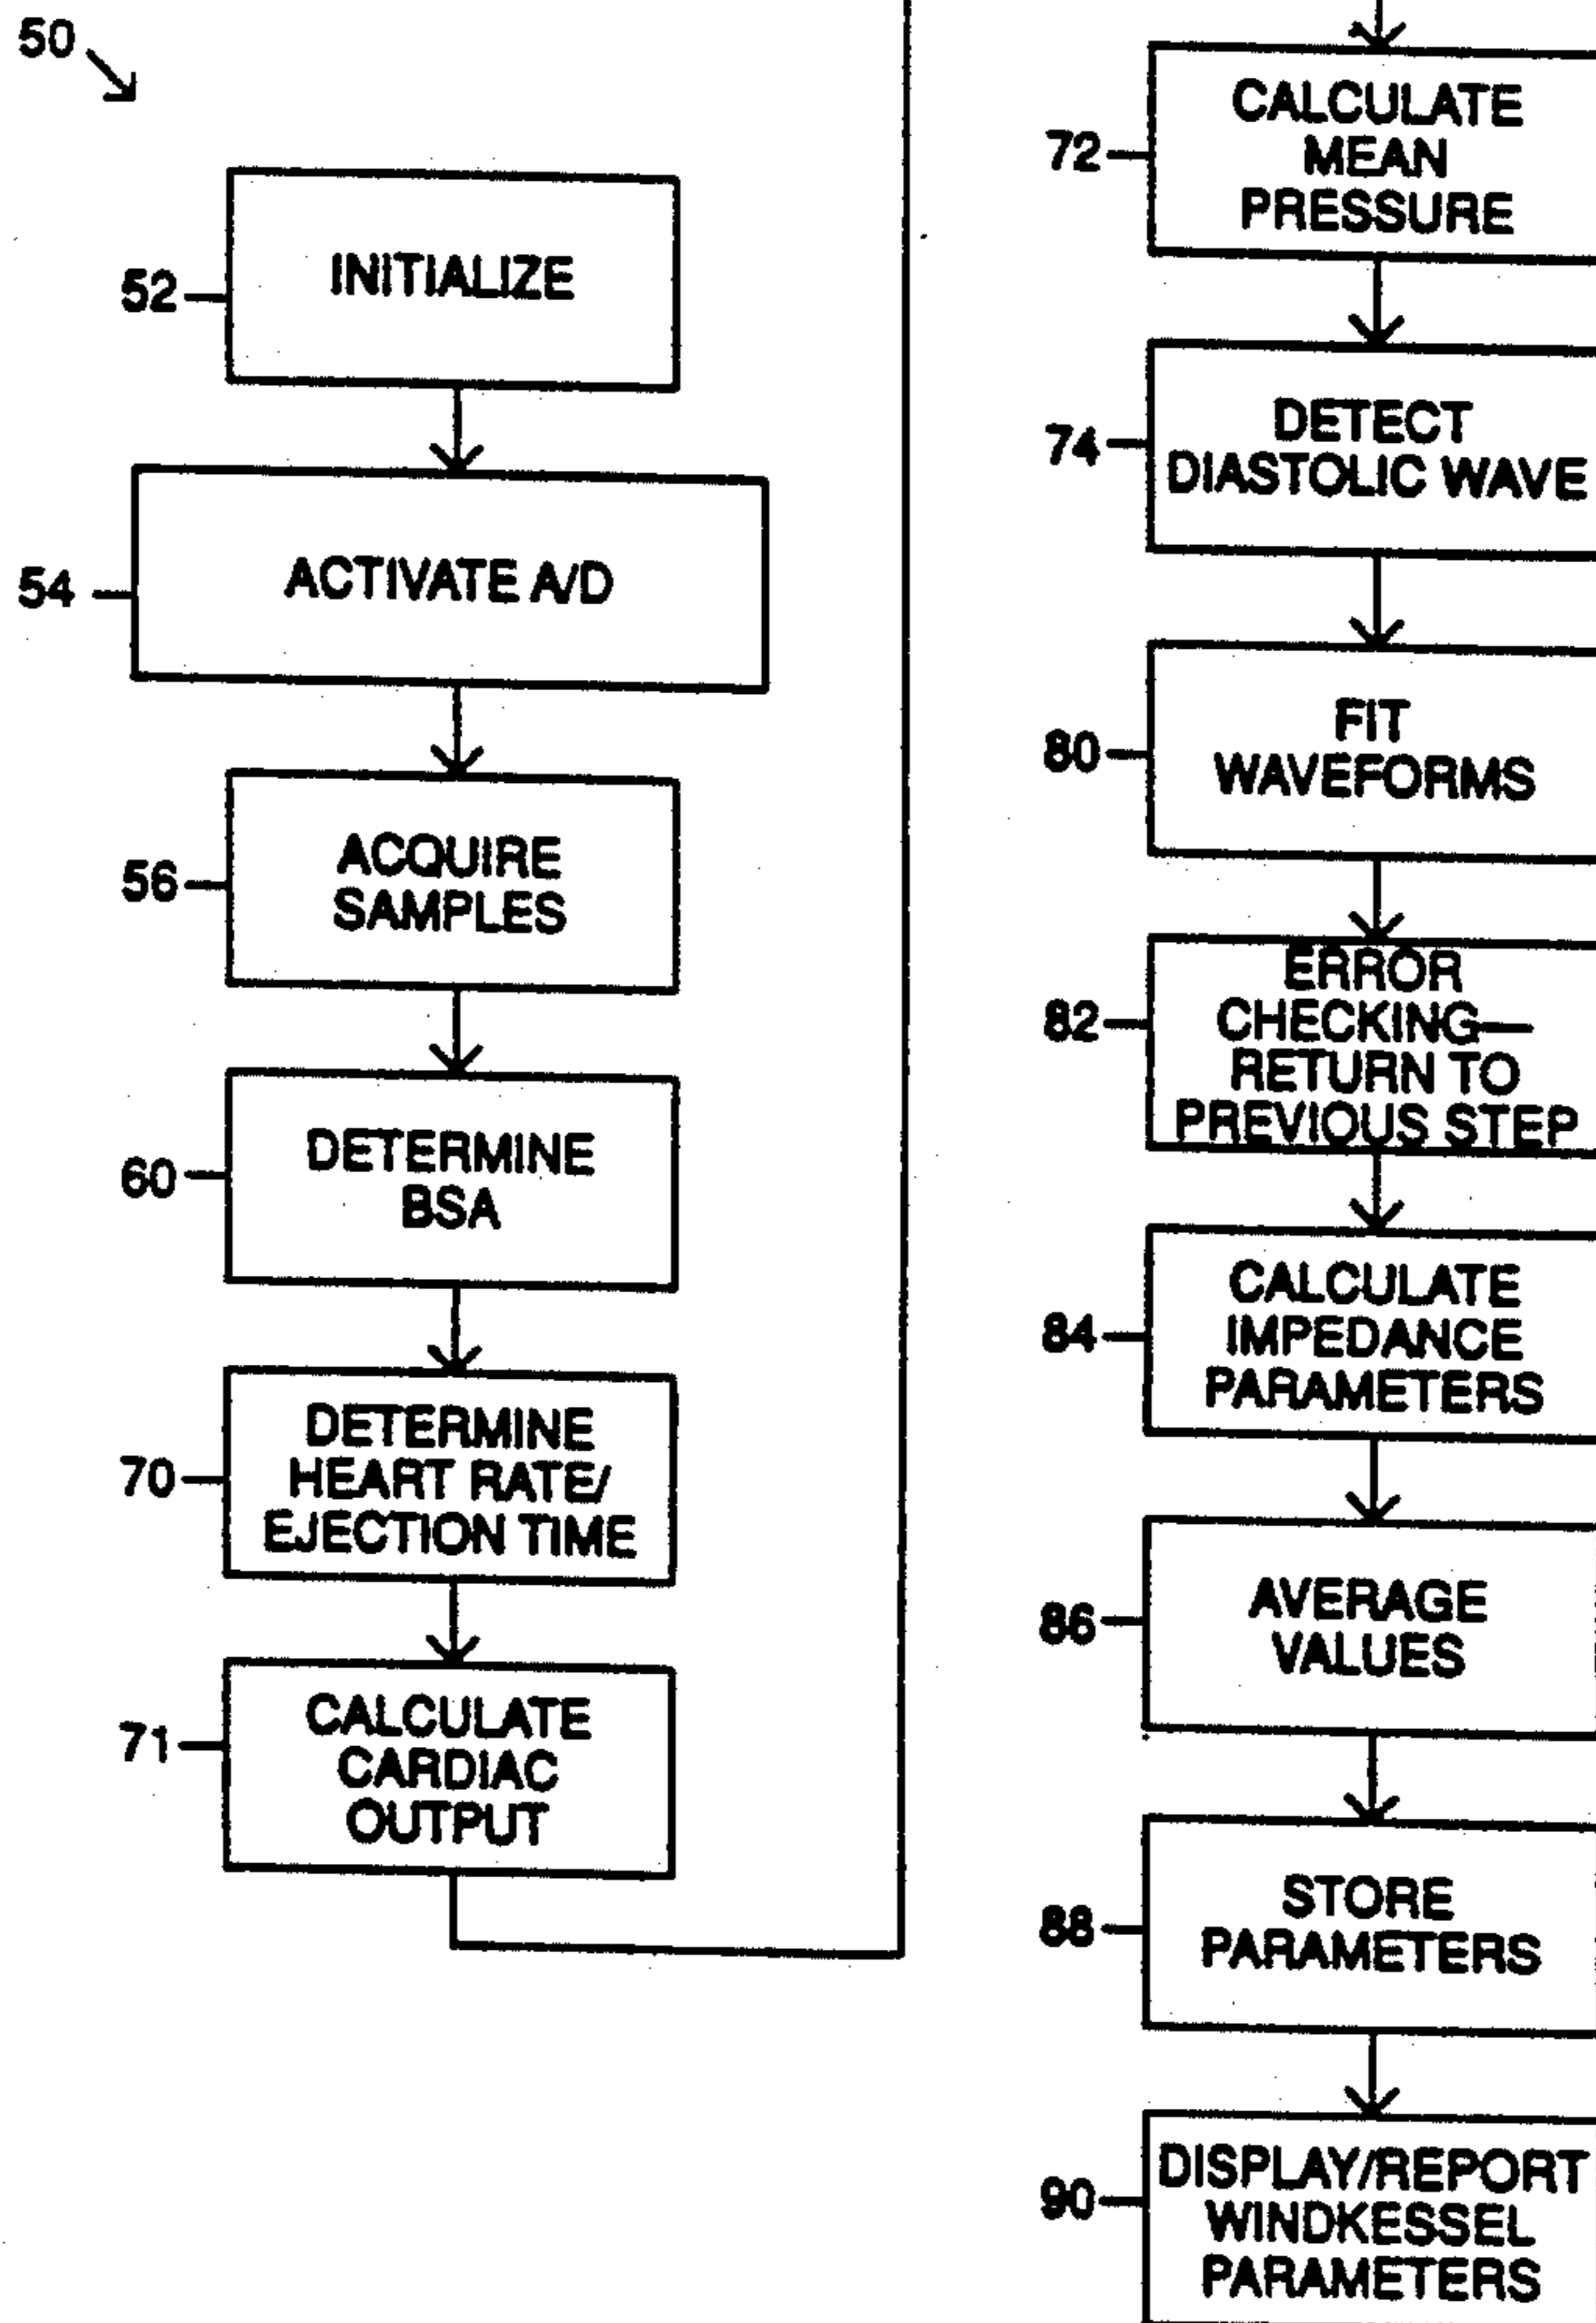 50
52
INITIALIZE
54
ACTIVATE A/D
56
ACQUIRE
SAMPLES
60
DETERMINE
BSA
70
DETERMINE
HEART RATE/
EJECTION TIME
71
CALCULATE
CARDIAC
OUTPUT
72
CALCULATE
MEAN
PRESSURE
74
DETECT
DIASTOLIC WAVE
80
FIT
WAVEFORMS
82
ERROR
CHECKING—
RETURN TO
PREVIOUS STEP
84
CALCULATE
IMPEDANCE
PARAMETERS
86
AVERAGE
VALUES
88
STORE
PARAMETERS
90
DISPLAY/REPORT
WINDKESSEL
PARAMETERS